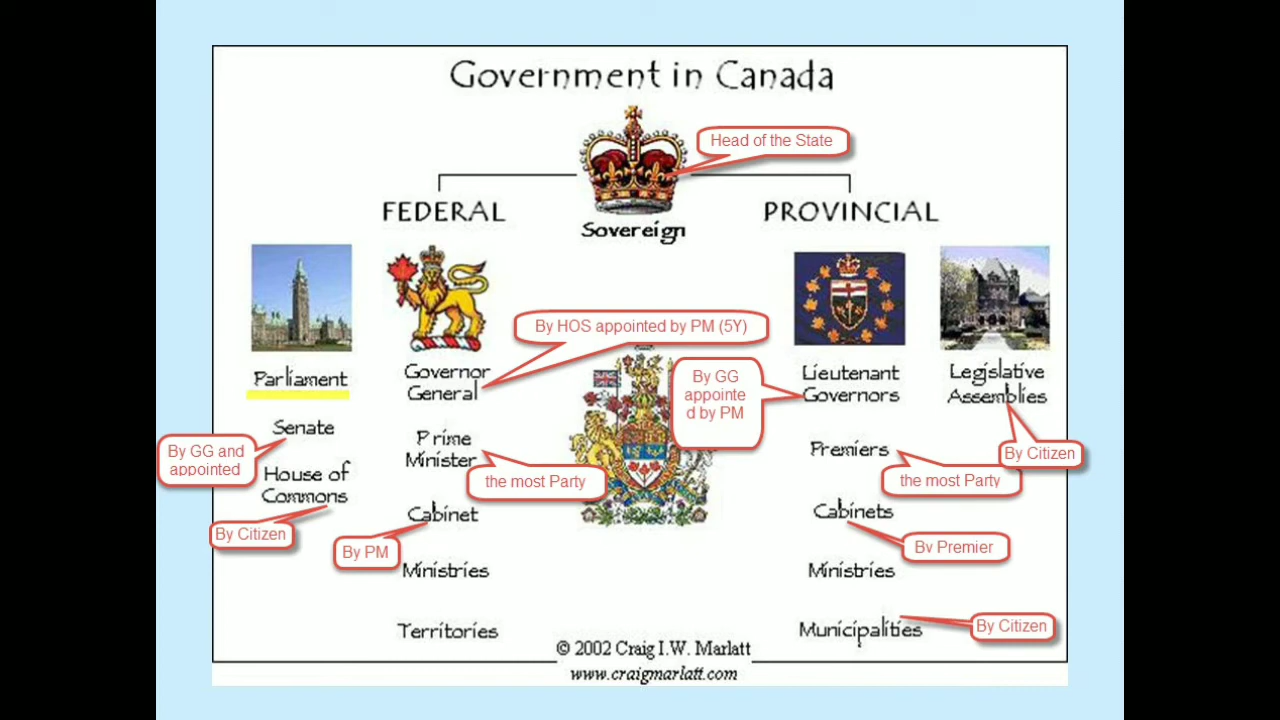 Government in Canada
Head of the State
FEDERAL
PROVINCIAL
Sovereign
By HOS appointed by PM (5Y)
Parliament
Governor
General
By GG
appointe
d by PM
Lieutenant
Governors
Legislative
Assemblies
Senate
By GG and
appointed
Prime
Minister
Premiers
By Citizen
House of
Commons
the most Party
the most Party
By Citizen
Cabinet
Cabinets
By PM
By Premier
Ministries
Ministries
Territories
Municipalities
By Citizen
© 2002 Craig I.W. Marlatt
www.craigmarlatt.com